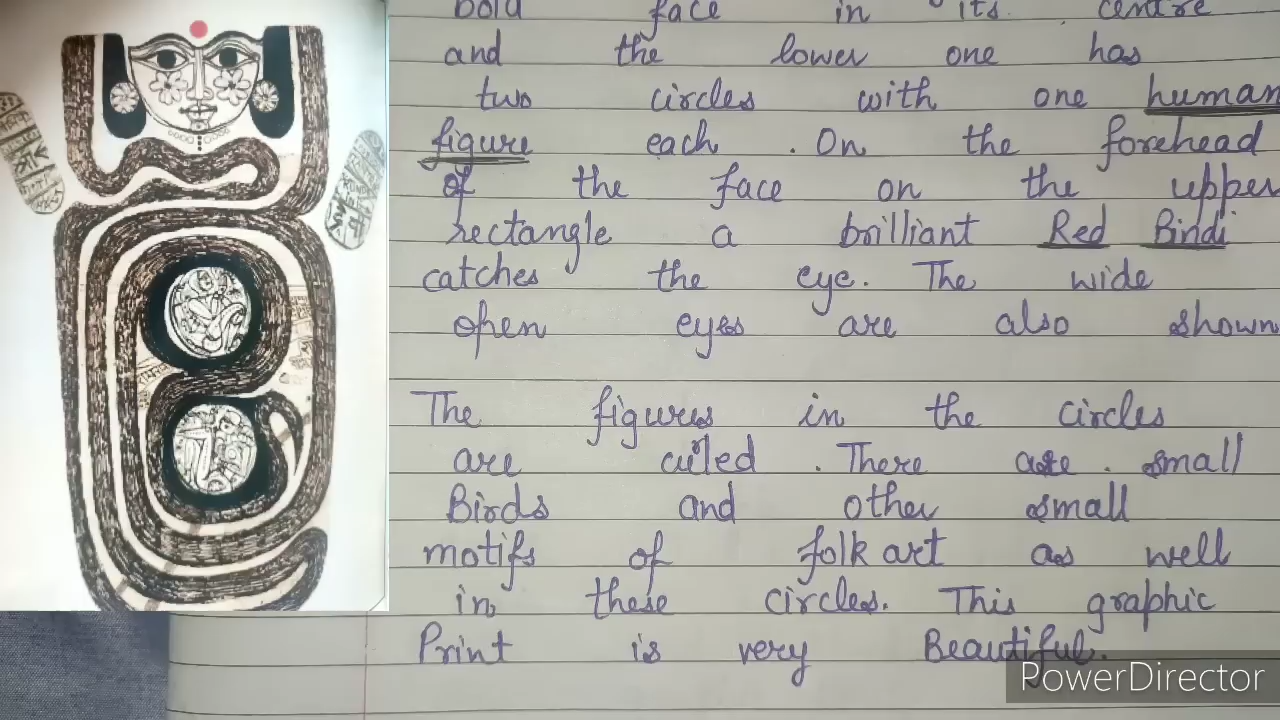 bold face in its centre
and the lower one has
two circles with one human
figure each. On the forehead
of the face on the upper
rectangle a brilliant Red Bindi
catches the eye. The wide
open eyes are also shown
The figures in the circles
are ciled. There are small
Birds and other small
motifs of folk art as well
in these circles. This graphic
Print is very Beautiful.
PowerDirector